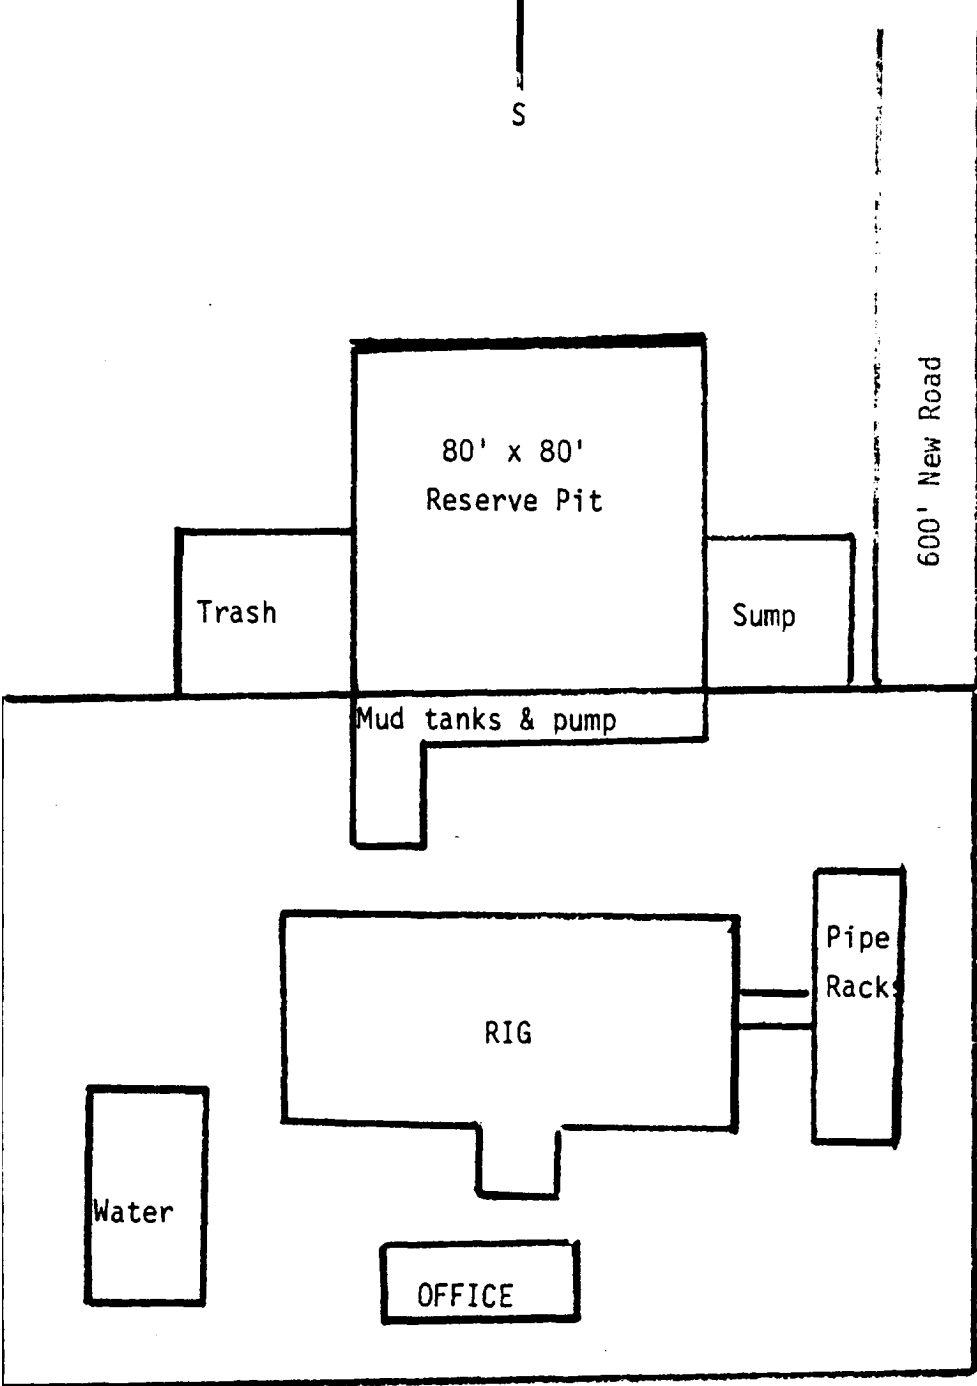 S
600' New Road
80' x 80'
Reserve Pit
Trash
Sump
Mud tanks & pump
Pipe
Racks
RIG
Water
OFFICE